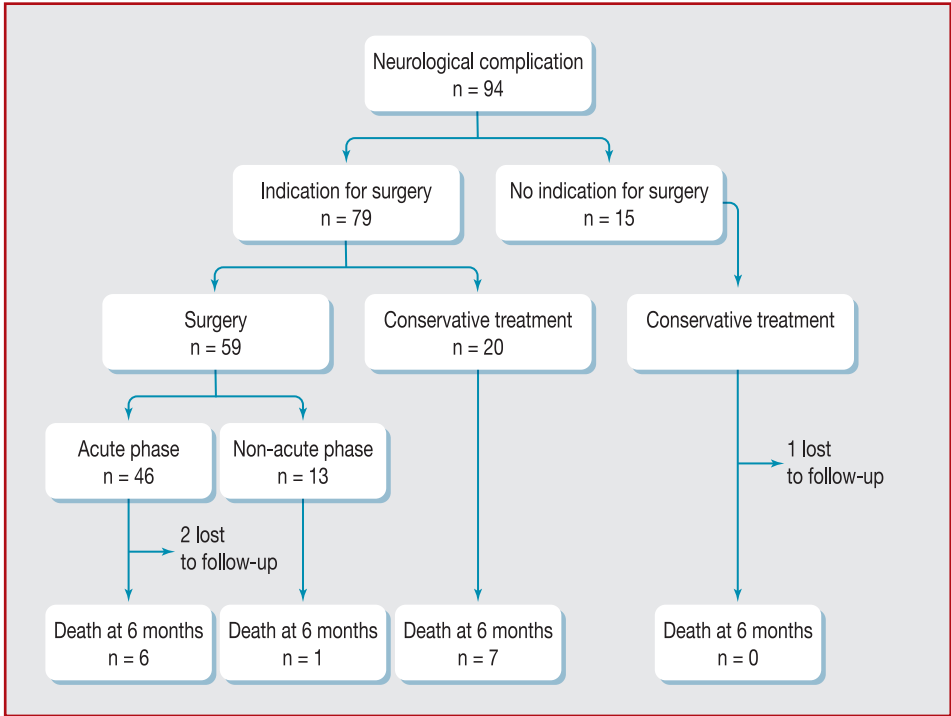 Neurological complication
n = 94
Indication for surgery
n = 79
No indication for surgery
n = 15
Surgery
n = 59
Conservative treatment
n = 20
Conservative treatment
Acute phase
n = 46
Non-acute phase
n = 13
1 lost
to follow-up
2 lost
to follow-up
Death at 6 months
n = 6
Death at 6 months
n = 1
Death at 6 months
n = 7
Death at 6 months
n = 0